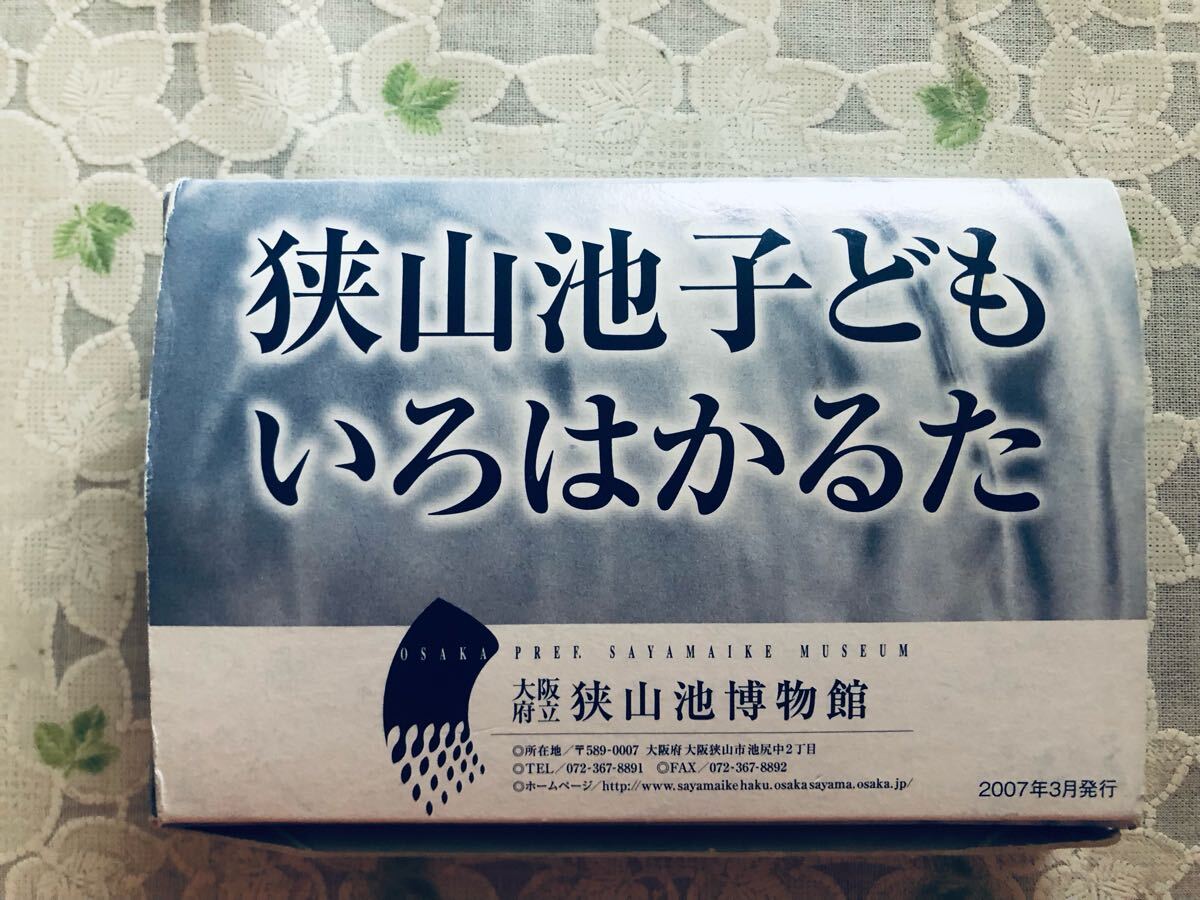 狭山池子ども
いろはかるた
OSAKA PREF. SAYAMAIKE MUSEUM
大阪府立 狭山池博物館
◎所在地/〒589-0007 大阪府大阪狭山市池尻中2丁目
◎TEL/072-367-8891 ◎FAX/072-367-8892
◎ホームページ/http://www.sayamaikehaku.osakasayama.osaka.jp/
2007年3月発行